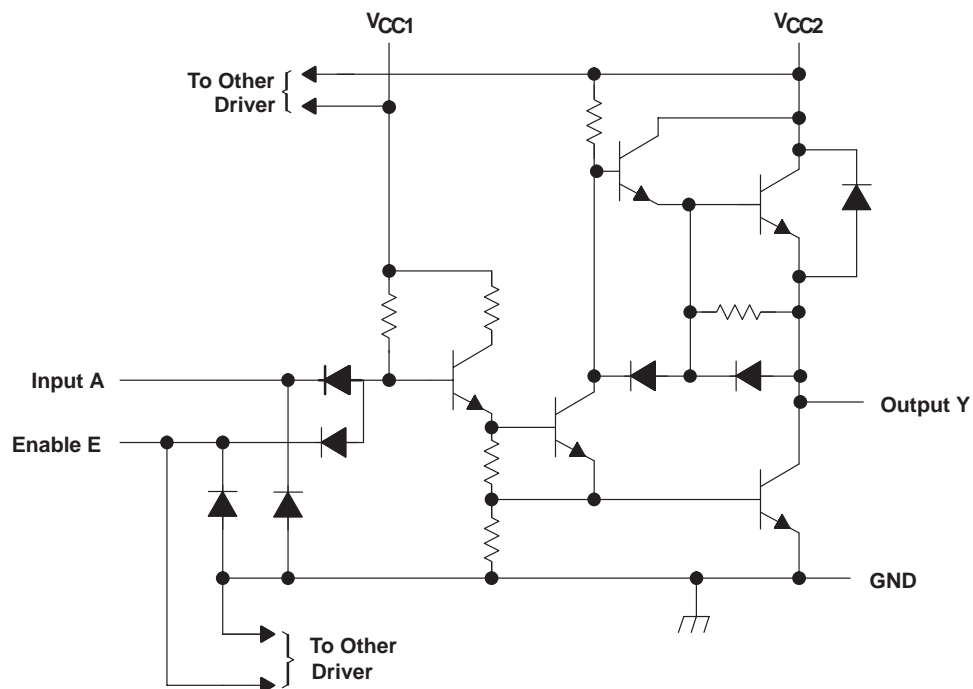 VCC1
VCC2
To Other
Driver
Input A
Output Y
Enable E
GND
To Other
Driver